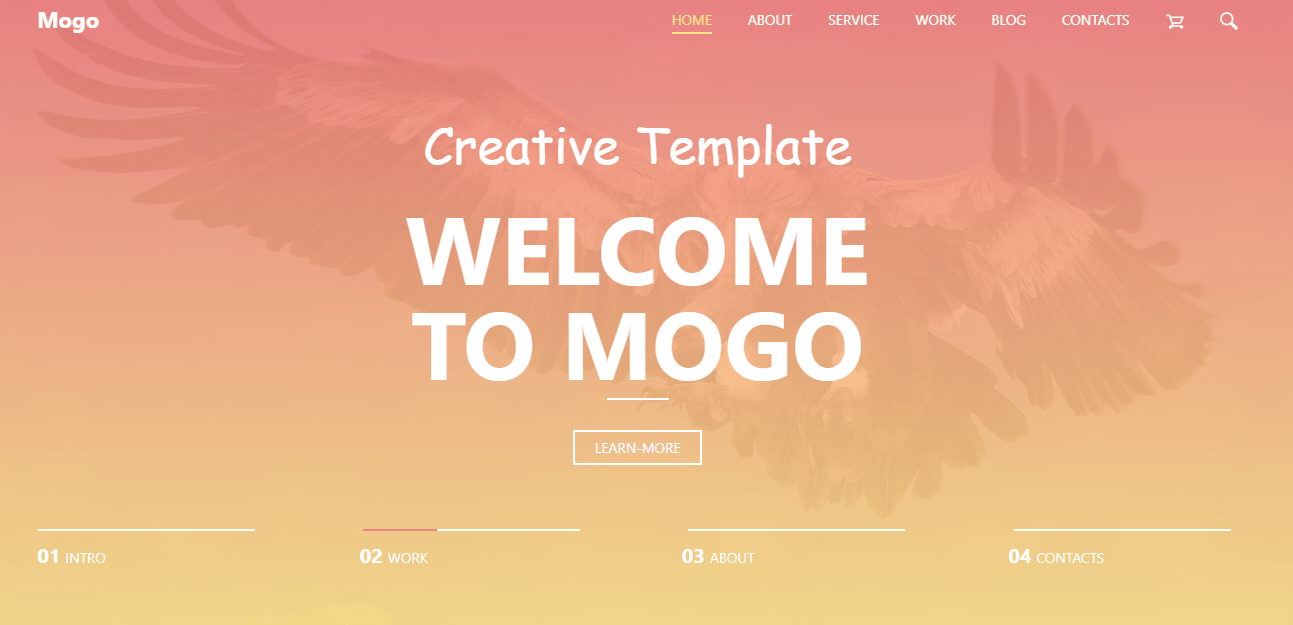 Mogo HOME ABOUT SERVICE WORK BLOG CONTACTS
Creative Template
WELCOME
TO MOGO
LEARN-MORE
01 INTRO 02 WORK 03 ABOUT 04 CONTACTS